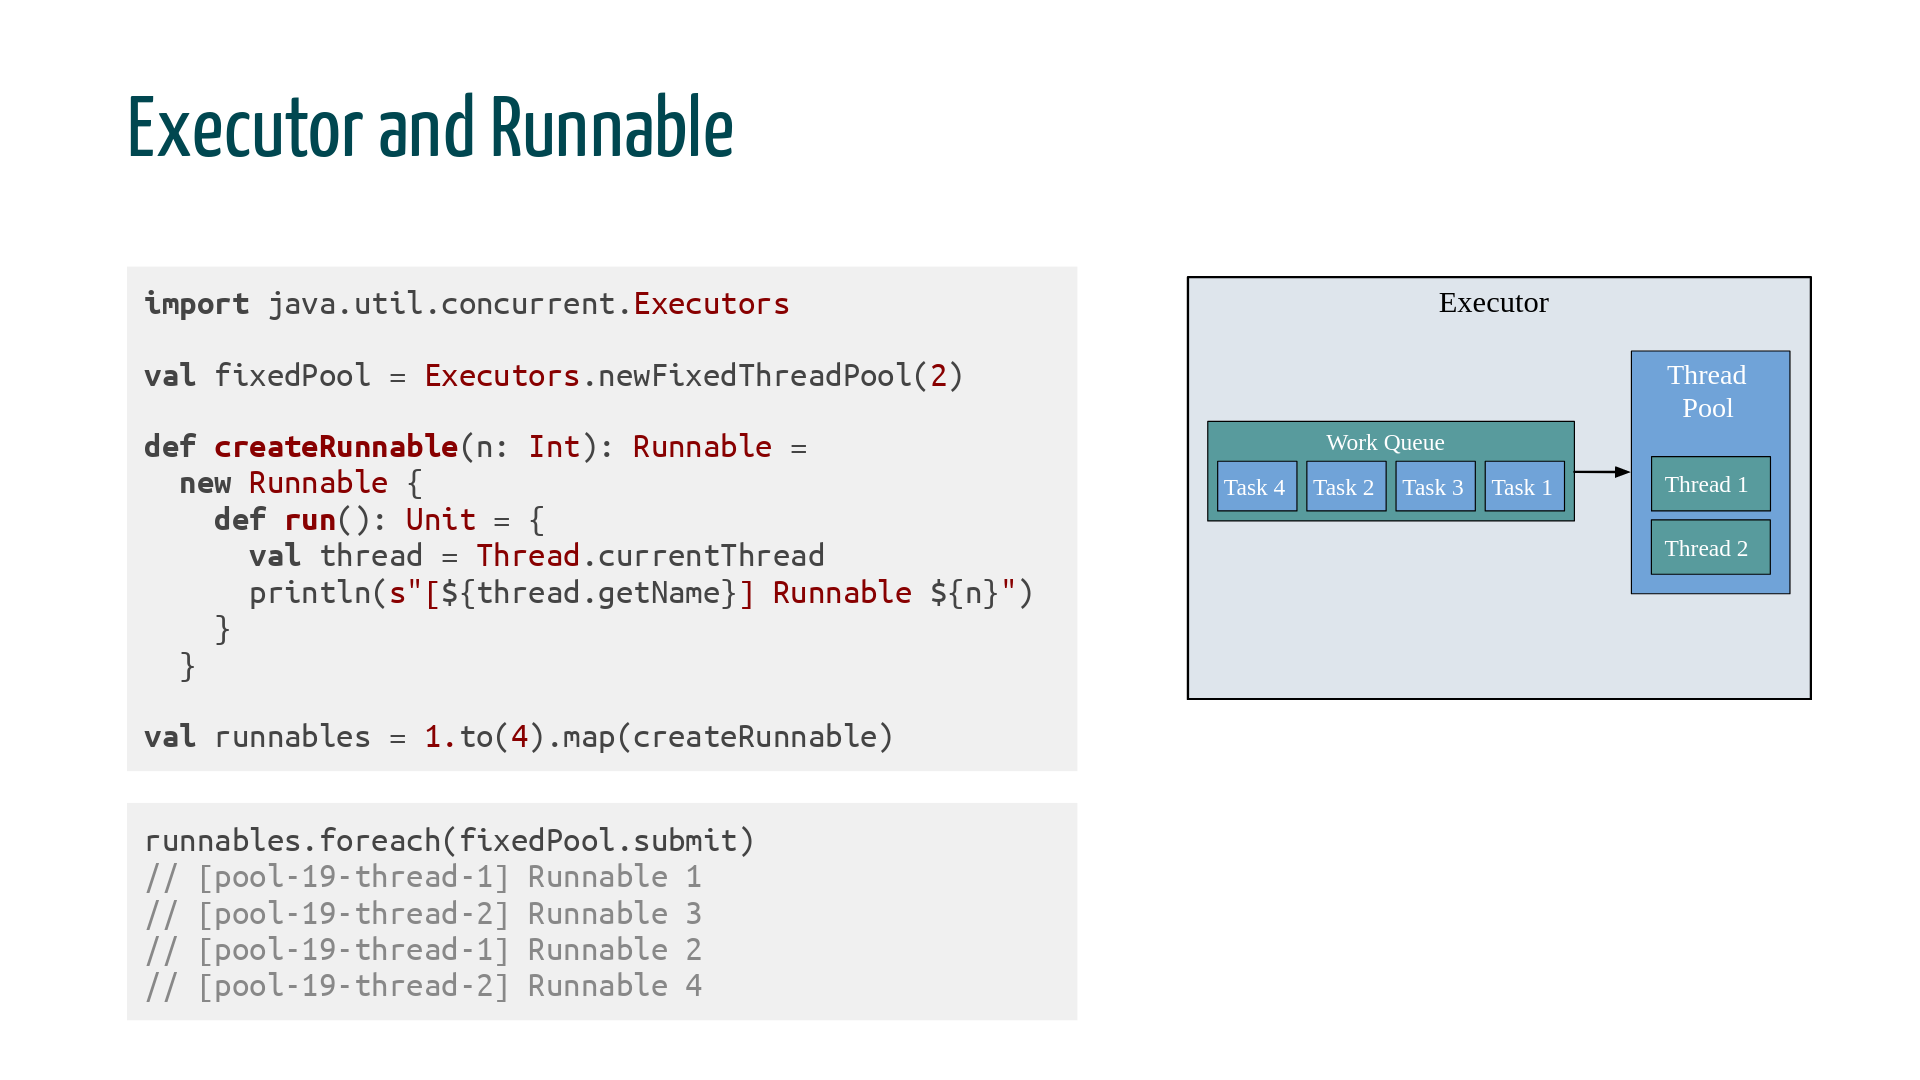 Executor and Runnable
import java.util.concurrent.Executors
val fixedPool = Executors.newFixedThreadPool(2)
def createRunnable(n: Int): Runnable =
  new Runnable {
    def run(): Unit = {
      val thread = Thread.currentThread
      println(s"[${thread.getName}] Runnable ${n}")
    }
  }
val runnables = 1.to(4).map(createRunnable)
runnables.foreach(fixedPool.submit)
// [pool-19-thread-1] Runnable 1
// [pool-19-thread-2] Runnable 3
// [pool-19-thread-1] Runnable 2
// [pool-19-thread-2] Runnable 4
Executor
Work Queue
Task 4 Task 2 Task 3 Task 1
Thread
Pool
Thread 1
Thread 2